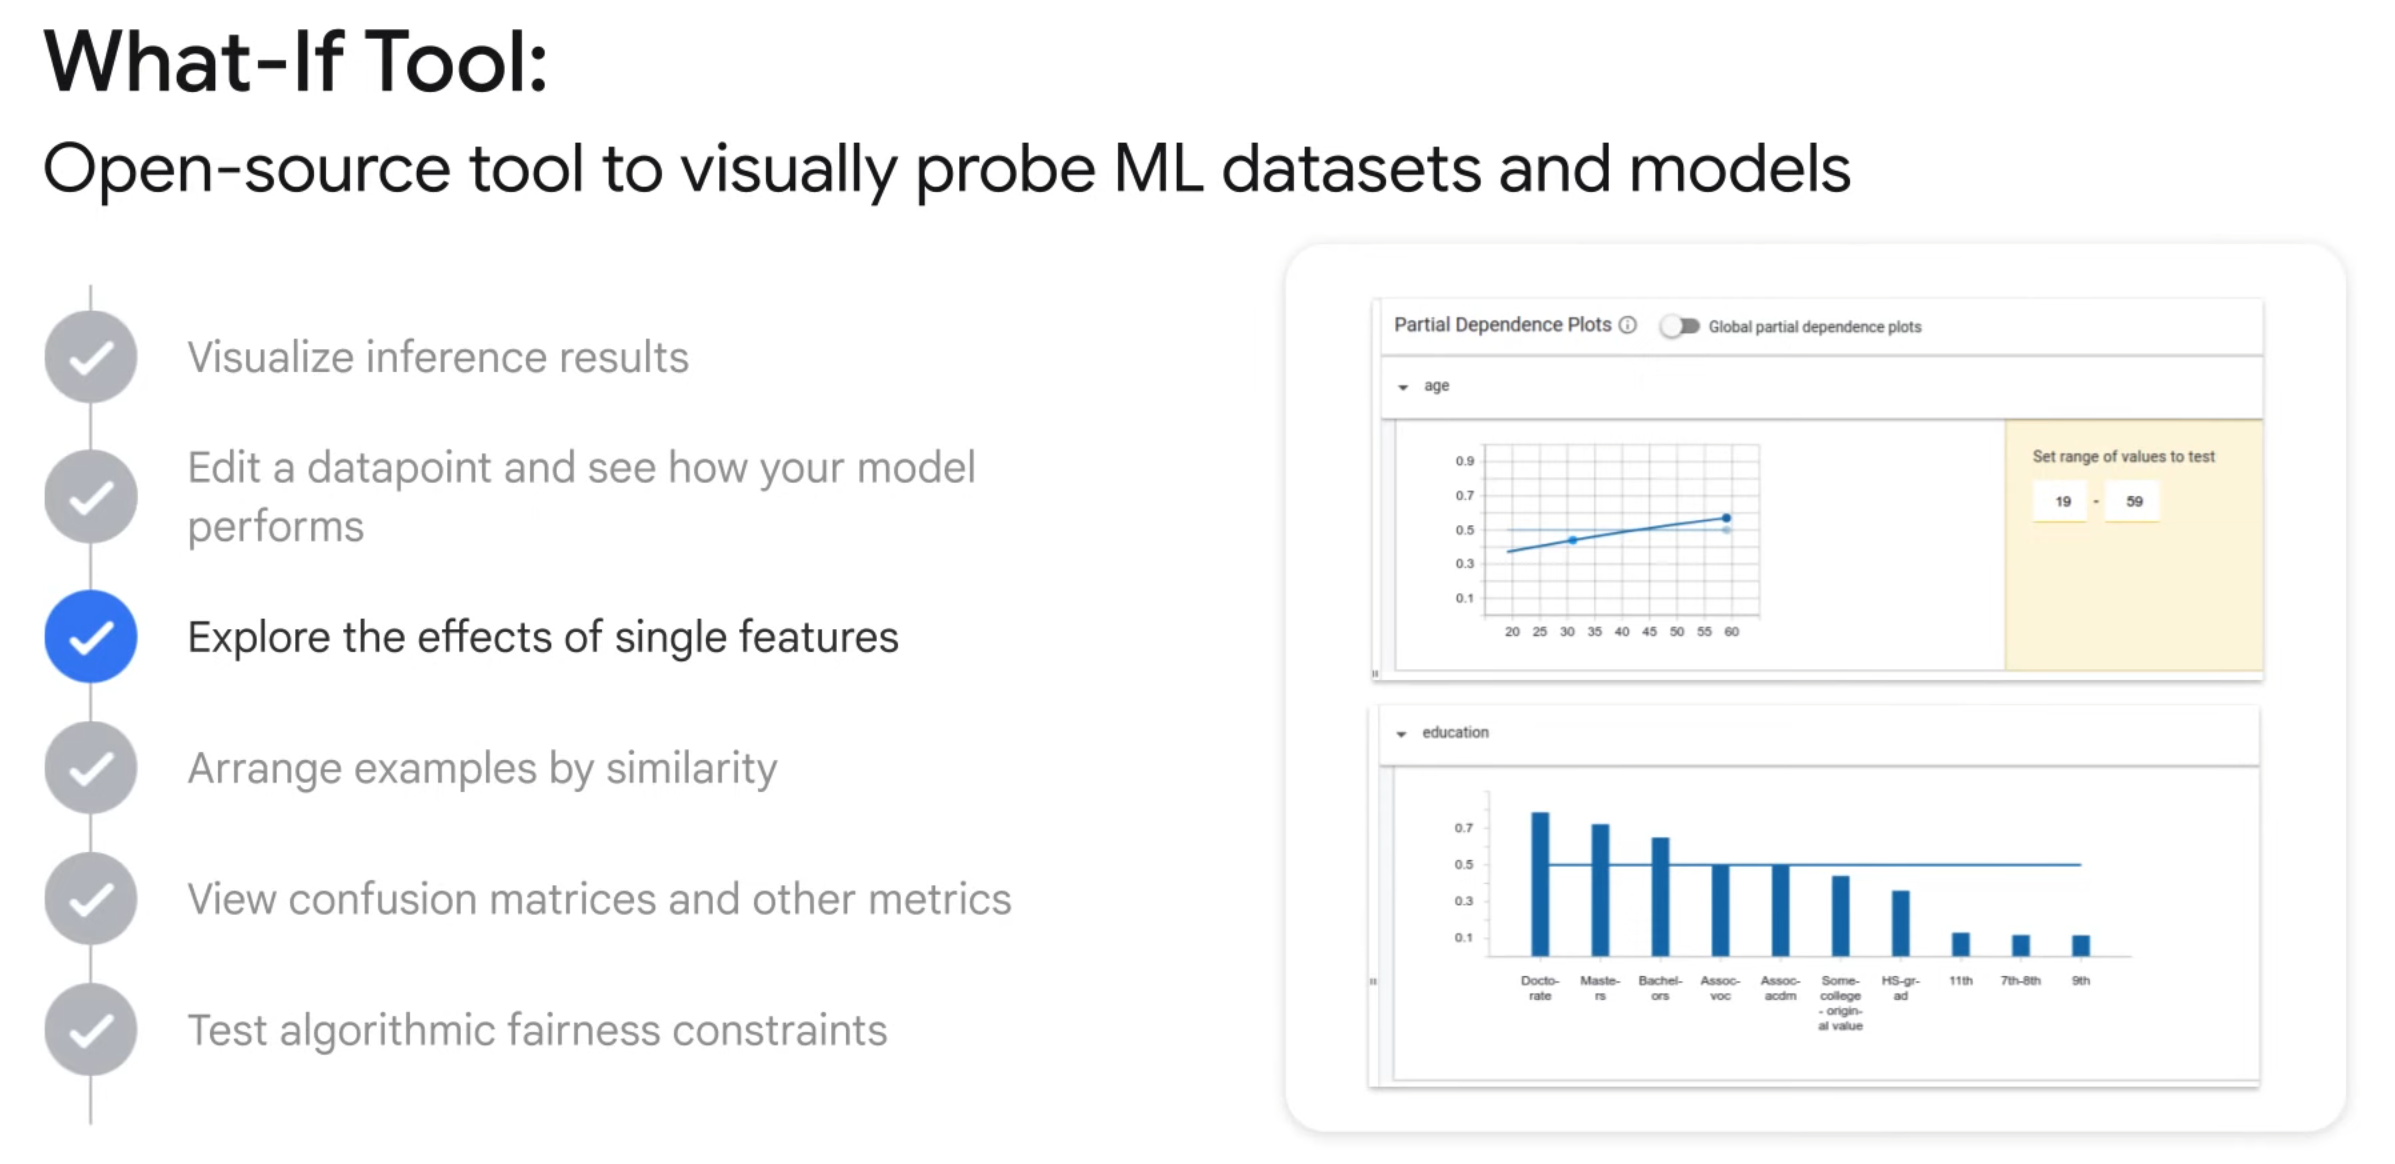 What-If Tool:
Open-source tool to visually probe ML datasets and models
Visualize inference results
Edit a datapoint and see how your model
performs
Explore the effects of single features
Arrange examples by similarity
View confusion matrices and other metrics
Test algorithmic fairness constraints
Partial Dependence Plots
Global partial dependence plots
age
0.9
0.7
0.5
0.3
0.1
20 25 30 35 40 45 50 55 60
Set range of values to test
19 - 59
education
0.7
0.5
0.3
0.1
Docto- Maste- Bachel- Assoc- Assoc- Some- HS-gr- 11th 7th-8th 9th
rate rs ors voc acdm college ad
- origin-
al value